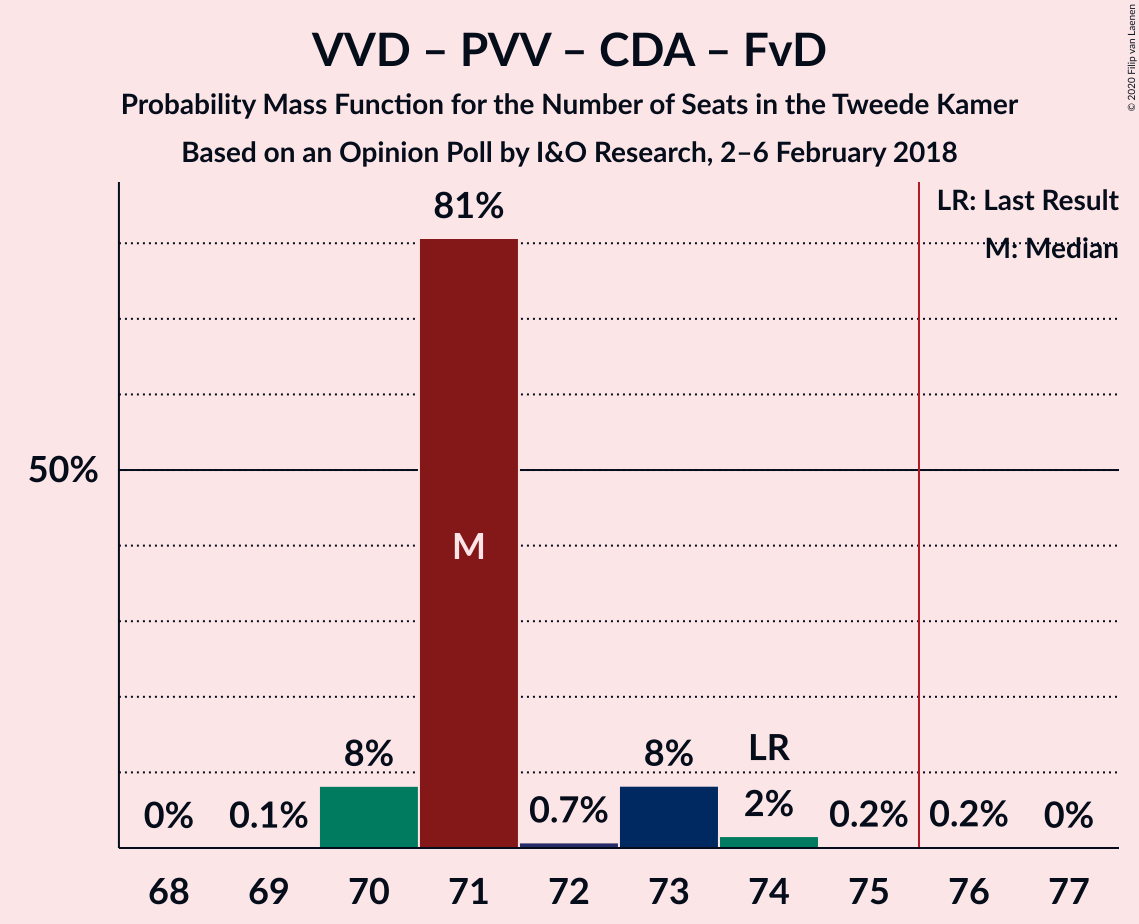 VVD – PVV – CDA – FvD
Probability Mass Function for the Number of Seats in the Tweede Kamer
Based on an Opinion Poll by I&O Research, 2–6 February 2018
© 2020 Filip van Laenen
LR: Last Result
M: Median
81%
50%
M
8%
8%
LR
0%
0.1%
0.7%
2%
0.2%
0.2%
0%
68
69
70
71
72
73
74
75
76
77